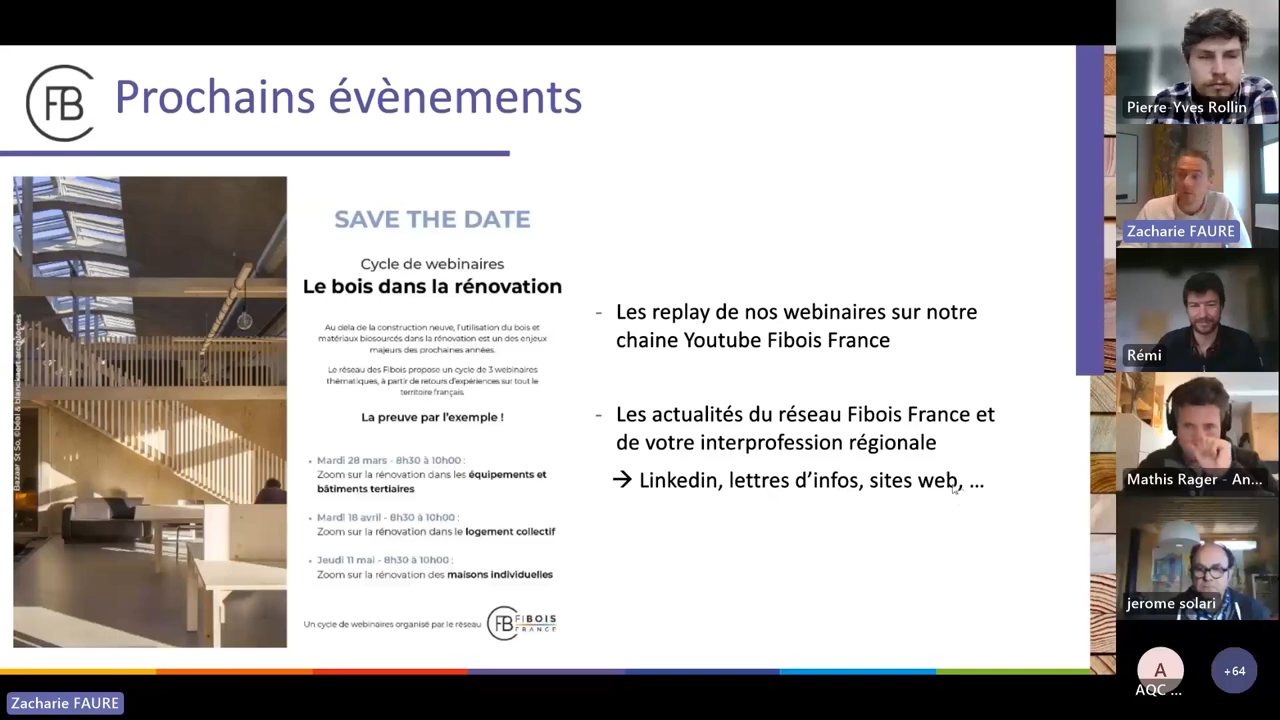 FB
Prochains évènements
SAVE THE DATE
Cycle de webinaires
Le bois dans la rénovation
Au delà de la construction neuve, l'utilisation du bois et
matériaux biosourcés dans la rénovation est un des enjeux
majeurs des prochaines années.
Le réseau des Fibois propose un cycle de 3 webinaires
thématiques, à partir de retours d'expériences sur tout le
territoire français.
La preuve par l'exemple !
• Mardi 28 mars - 8h30 à 10h00 :
Zoom sur la rénovation dans les équipements et
bâtiments tertiaires
• Mardi 18 avril - 8h30 à 10h00 :
Zoom sur la rénovation dans le logement collectif
• Jeudi 11 mai - 8h30 à 10h00 :
Zoom sur la rénovation des maisons individuelles
Un cycle de webinaires organisé par le réseau
FB FIBOIS
FRANCE
Bazaar St So, ©béal & blanckaert architectes
- Les replay de nos webinaires sur notre
chaine Youtube Fibois France
- Les actualités du réseau Fibois France et
de votre interprofession régionale
→ Linkedin, lettres d'infos, sites web, ...
Pierre-Yves Rollin
Zacharie FAURE
Rémi
Mathis Rager - An...
jerome solari
A
AQC ...
+64
Zacharie FAURE